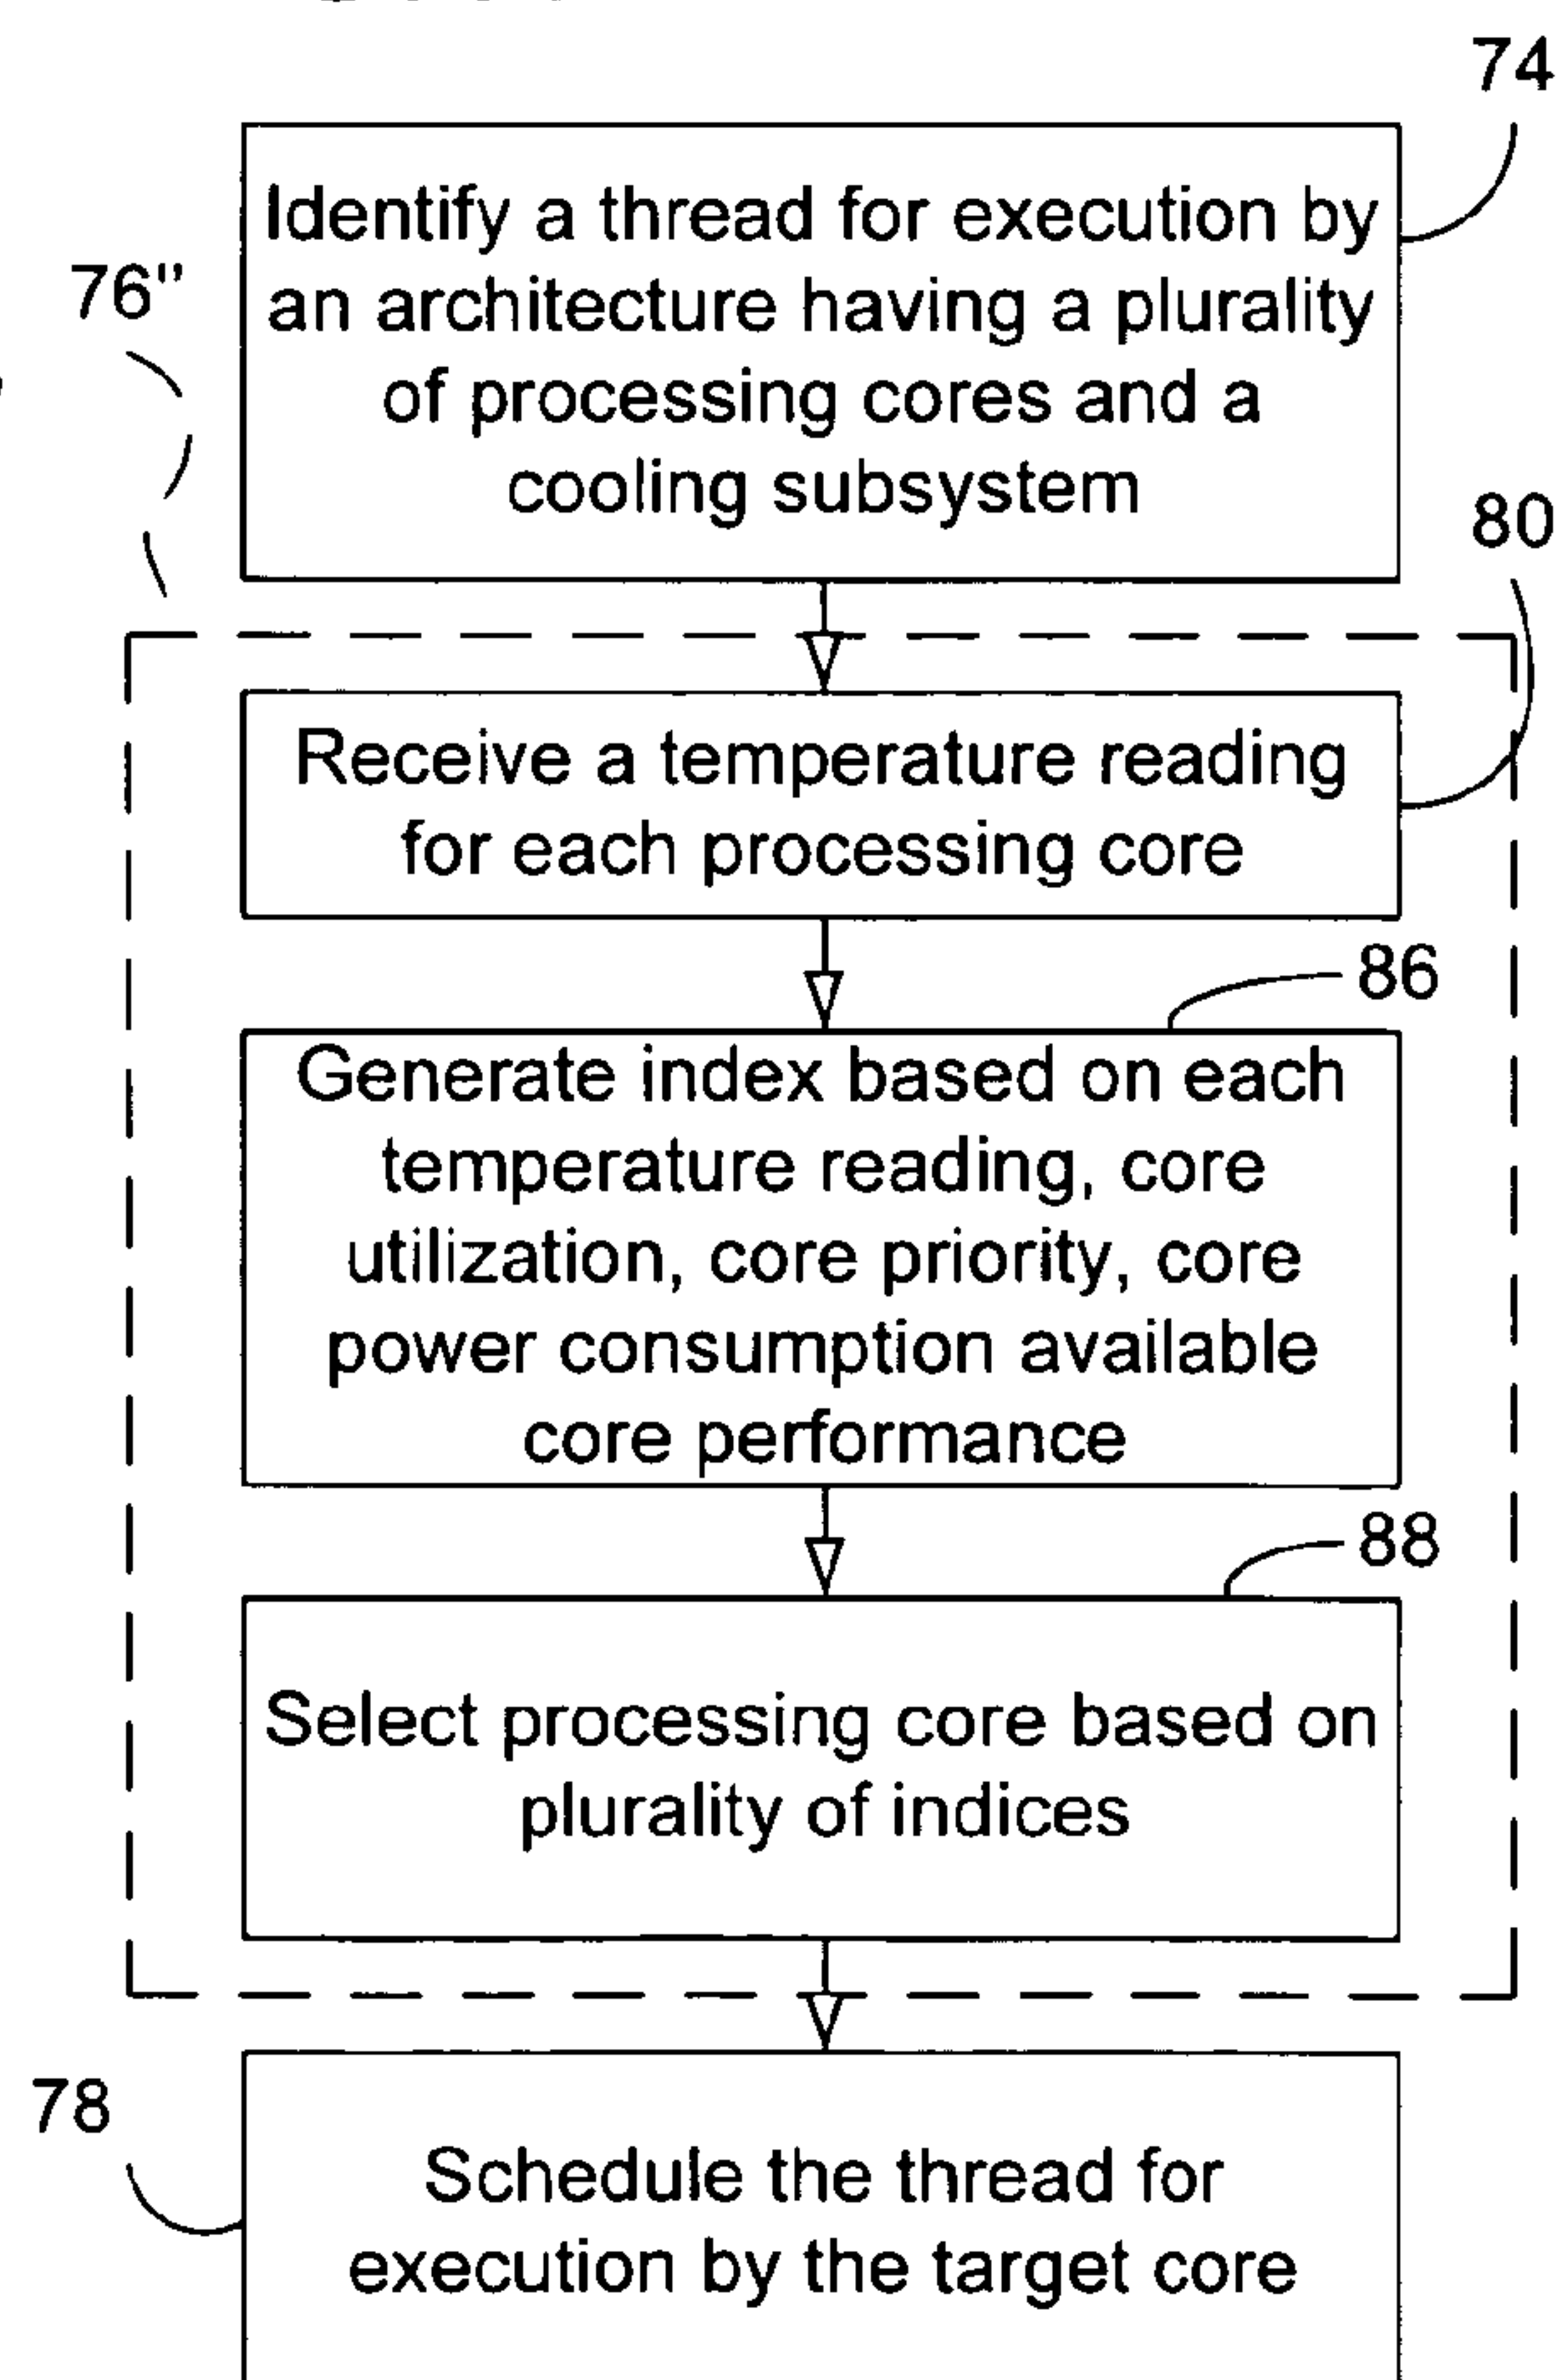 74
Identify a thread for execution by
an architecture having a plurality
of processing cores and a
cooling subsystem
76"
80
Receive a temperature reading
for each processing core
86
Generate index based on each
temperature reading, core
utilization, core priority, core
power consumption available
core performance
88
Select processing core based on
plurality of indices
78
Schedule the thread for
execution by the target core